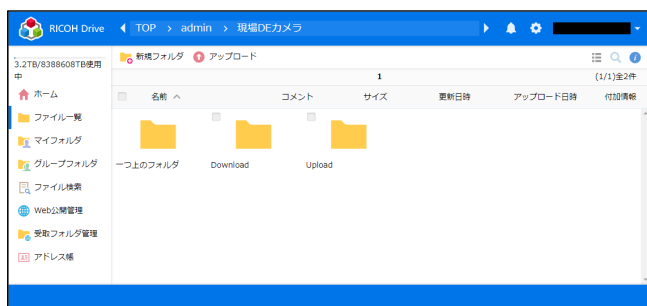 RICOH Drive
TOP > admin > 現場DEカメラ
3.2TB/8388608TB使用中
新規フォルダ アップロード
1
(1/1)全2件
名前 コメント サイズ 更新日時 アップロード日時 付加情報
ホーム
ファイル一覧
マイフォルダ
グループフォルダ
ファイル検索
Web公開管理
受取フォルダ管理
アドレス帳
一つ上のフォルダ Download Upload